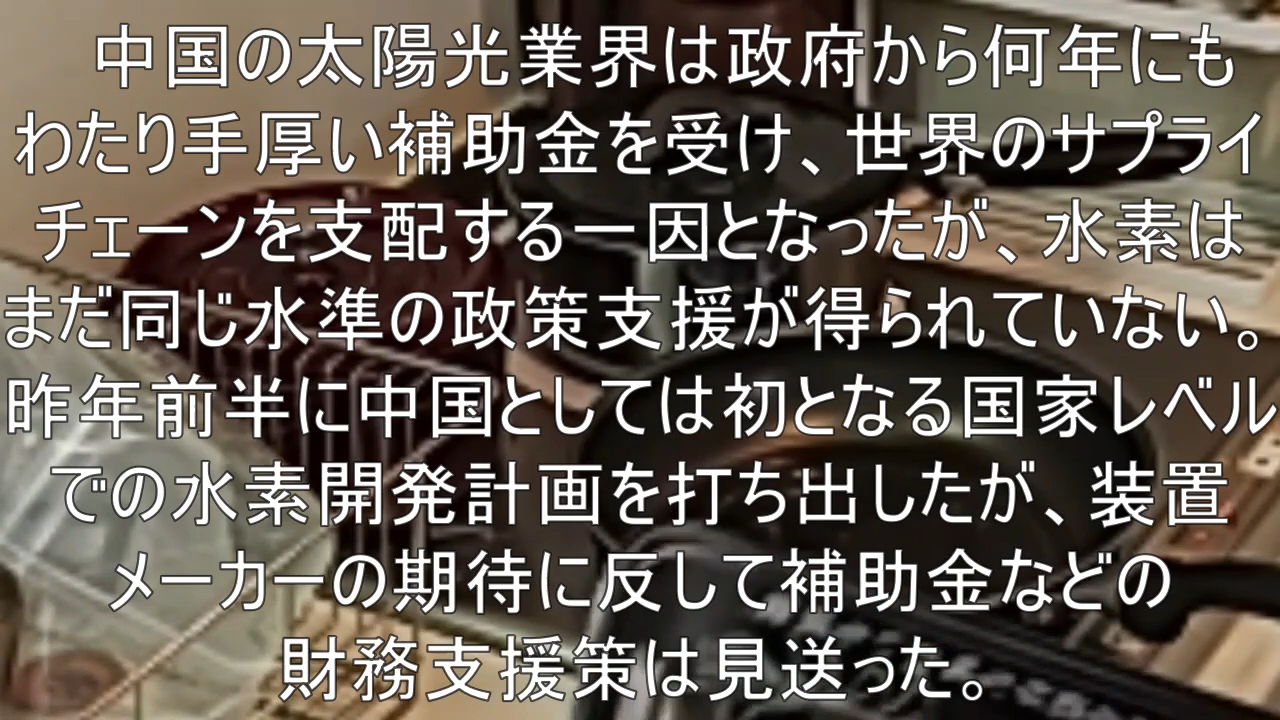 中国の太陽光業界は政府から何年にも
わたり手厚い補助金を受け、世界のサプライ
チェーンを支配する一因となったが、水素は
まだ同じ水準の政策支援が得られていない。
昨年前半に中国としては初となる国家レベル
での水素開発計画を打ち出したが、装置
メーカーの期待に反して補助金などの
財務支援策は見送った。